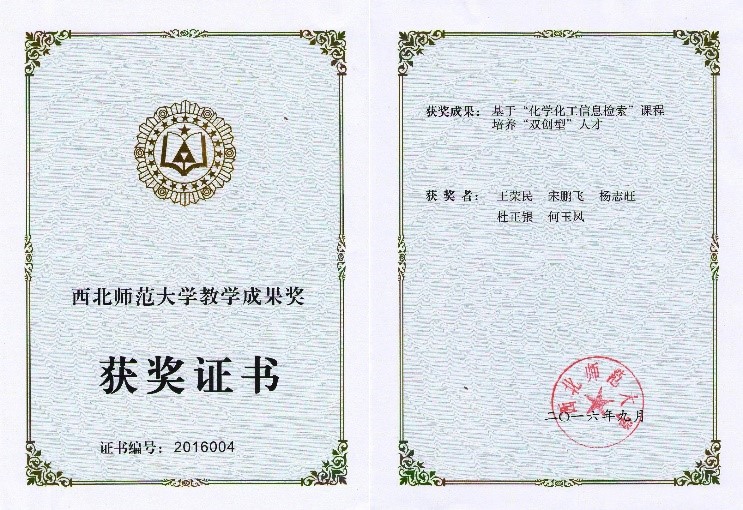 西北师范大学教学成果奖
获奖证书
证书编号：2016004
获奖成果：基于“化学化工信息检索”课程
培养“双创型”人才
获奖者：王荣民 宋鹏飞 杨志旺
杜正银 何玉凤
西北师范大学
二〇一六年九月